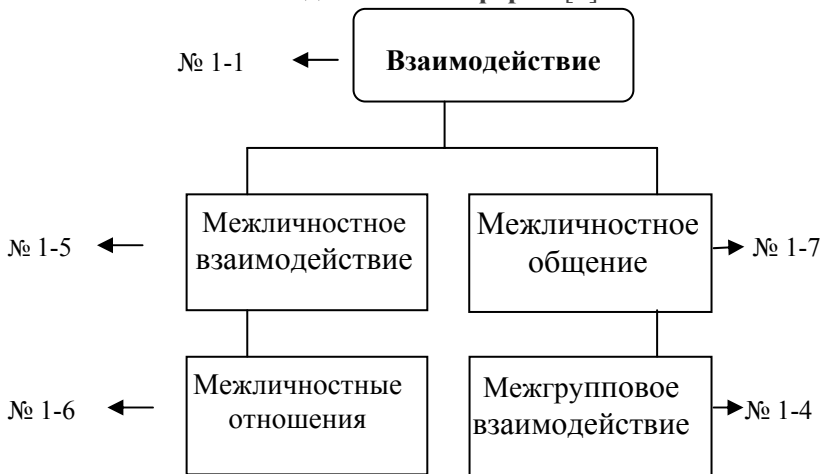 № 1-1
Взаимодействие
Межличностное
взаимодействие
№ 1-5
Межличностное
общение
№ 1-7
Межличностные
отношения
№ 1-6
Межгрупповое
взаимодействие
№ 1-4